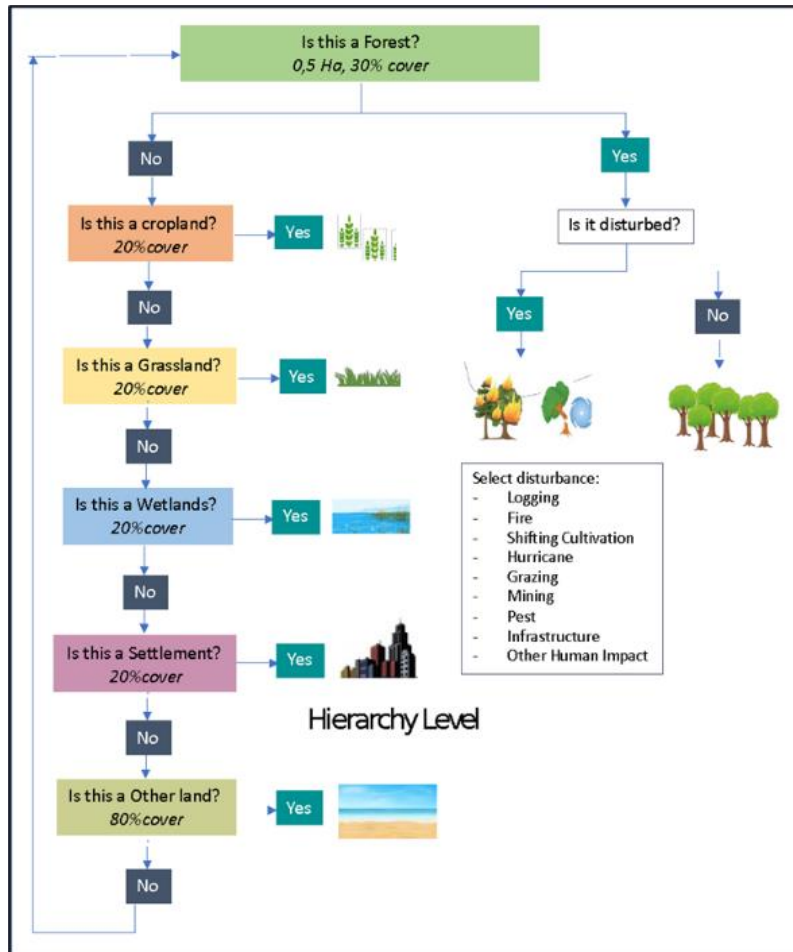 Is this a Forest?
0,5 Ha, 30% cover
No
Yes
Is this a cropland?
20%cover
Yes
Is it disturbed?
No
Yes
No
Is this a Grassland?
20%cover
Yes
No
Select disturbance:
- Logging
- Fire
- Shifting Cultivation
- Hurricane
- Grazing
- Mining
- Pest
- Infrastructure
- Other Human Impact
Is this a Wetlands?
20%cover
Yes
No
Is this a Settlement?
20%cover
Yes
Hierarchy Level
No
Is this a Other land?
80%cover
Yes
No